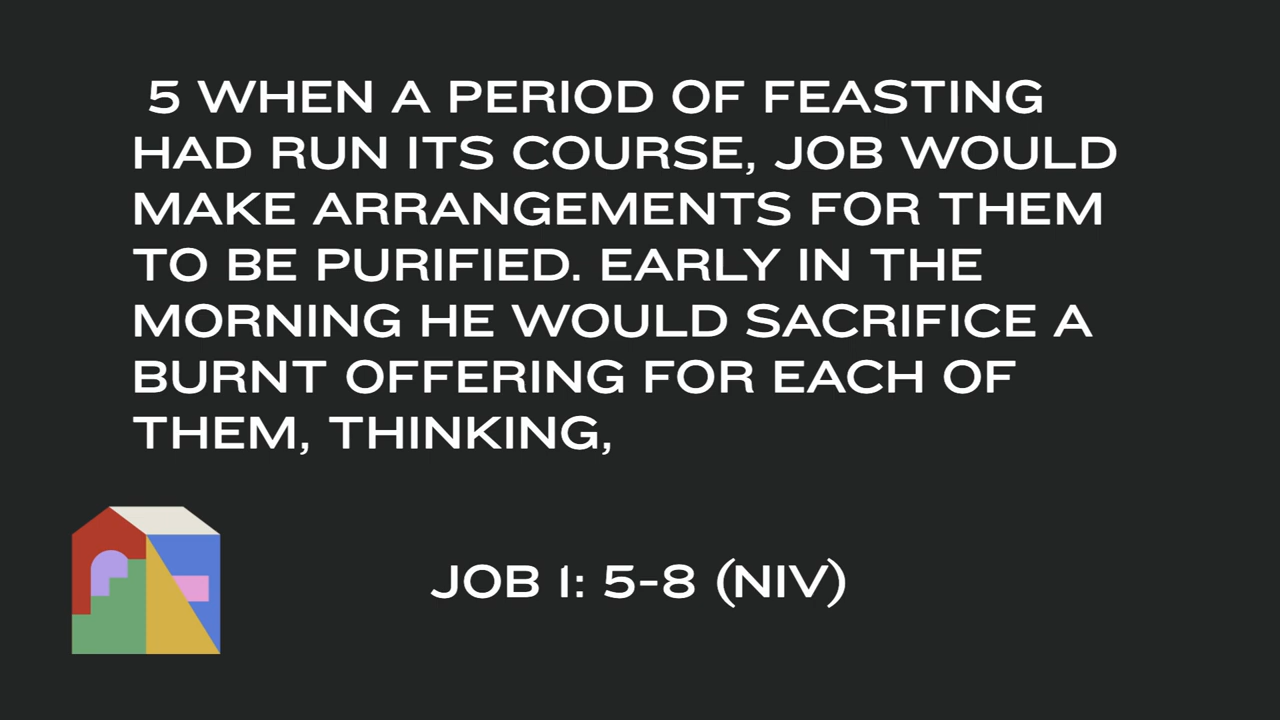 5 WHEN A PERIOD OF FEASTING
HAD RUN ITS COURSE, JOB WOULD
MAKE ARRANGEMENTS FOR THEM
TO BE PURIFIED. EARLY IN THE
MORNING HE WOULD SACRIFICE A
BURNT OFFERING FOR EACH OF
THEM, THINKING,
JOB 1: 5-8 (NIV)